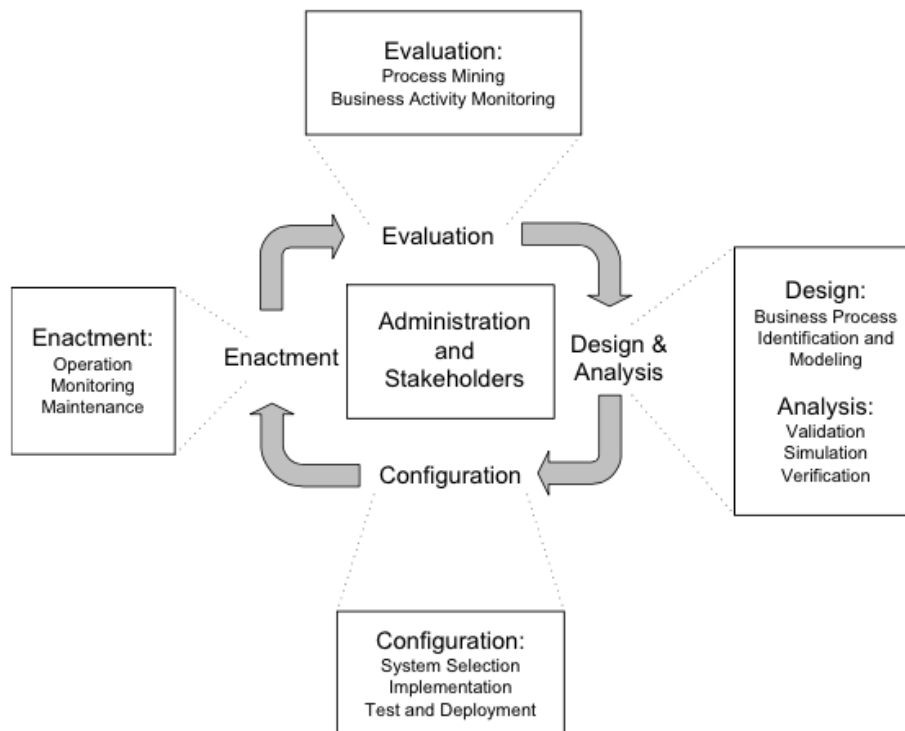 Evaluation:
Process Mining
Business Activity Monitoring
Evaluation
Enactment:
Operation
Monitoring
Maintenance
Enactment
Administration
and
Stakeholders
Design &
Analysis
Design:
Business Process
Identification and
Modeling
Analysis:
Validation
Simulation
Verification
Configuration
Configuration:
System Selection
Implementation
Test and Deployment